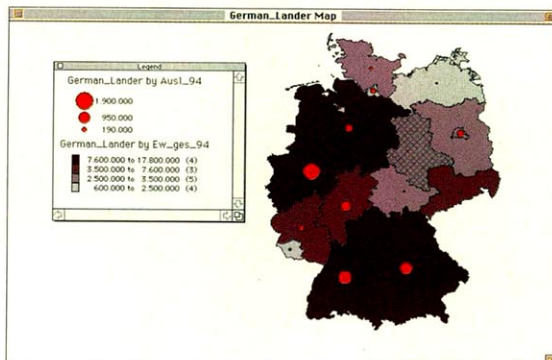 German_Lander Map
Legend
German_Lander by Ausl_94
1.900.000
950.000
190.000
German_Lander by Ew_ges_94
7.600.000 to 17.800.000 (4)
3.500.000 to 7.600.000 (3)
2.500.000 to 3.500.000 (5)
600.000 to 2.500.000 (4)